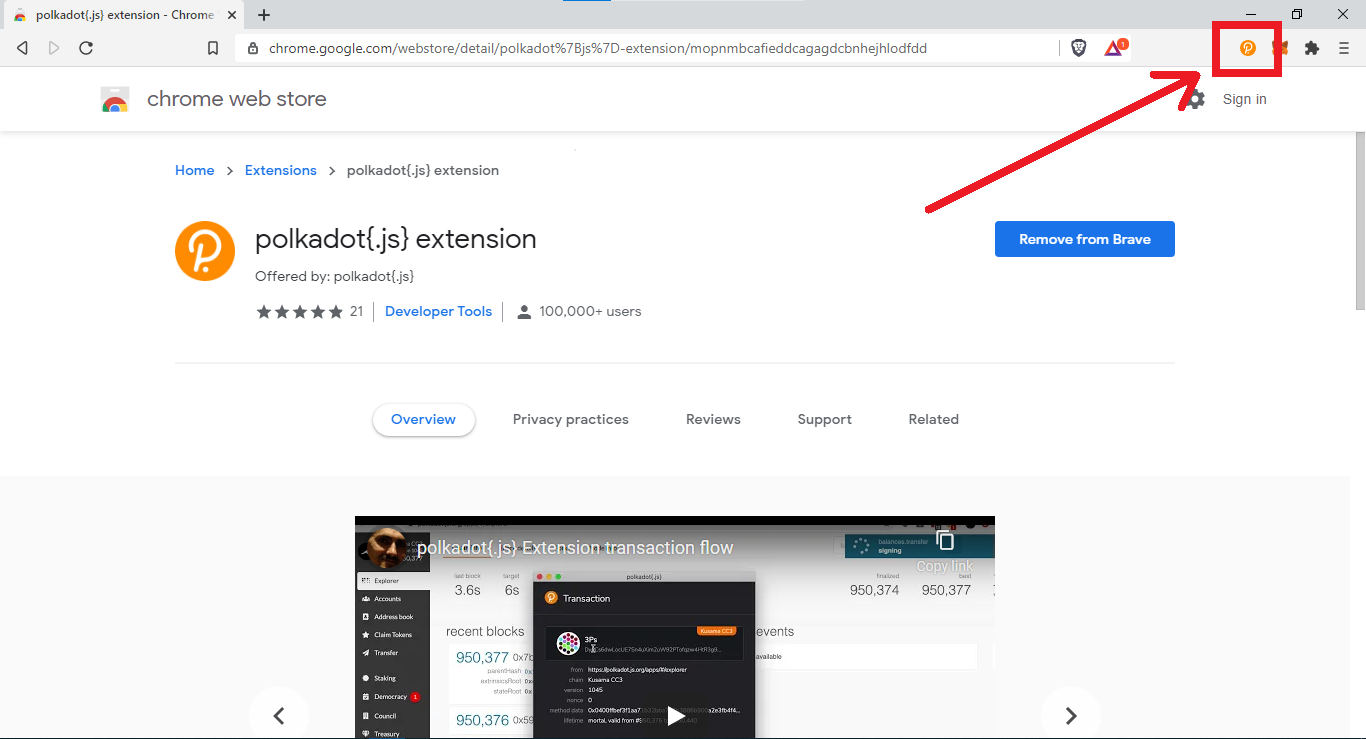 polkadot{.js} extension - Chrome
chrome.google.com/webstore/detail/polkadot%7Bjs%7D-extension/mopnmbcafieddcagagdcbnhejhlodfdd
1
chrome web store
Sign in
Home > Extensions > polkadot{.js} extension
polkadot{.js} extension
Remove from Brave
Offered by: polkadot{.js}
21 Developer Tools 100,000+ users
Overview Privacy practices Reviews Support Related
polkadot{.js} Extension transaction flow
balances.transfer
signing
Copy link
Explorer
Accounts
Address book
Claim Tokens
Transfer
Staking
Democracy 1
Council
Treasury
last block target
3.6s 6s
finalized best
950,374 950,377
recent blocks
events
950,377
parentHash
extrinsicsRoot
stateRoot
950,376
available
polkadot{.js}
Transaction
3Ps
Kusama CC3
from https://polkadot.js.org/apps/#/explorer
chain Kusama CC3
version 1045
nonce 0
method data
lifetime mortal, valid from